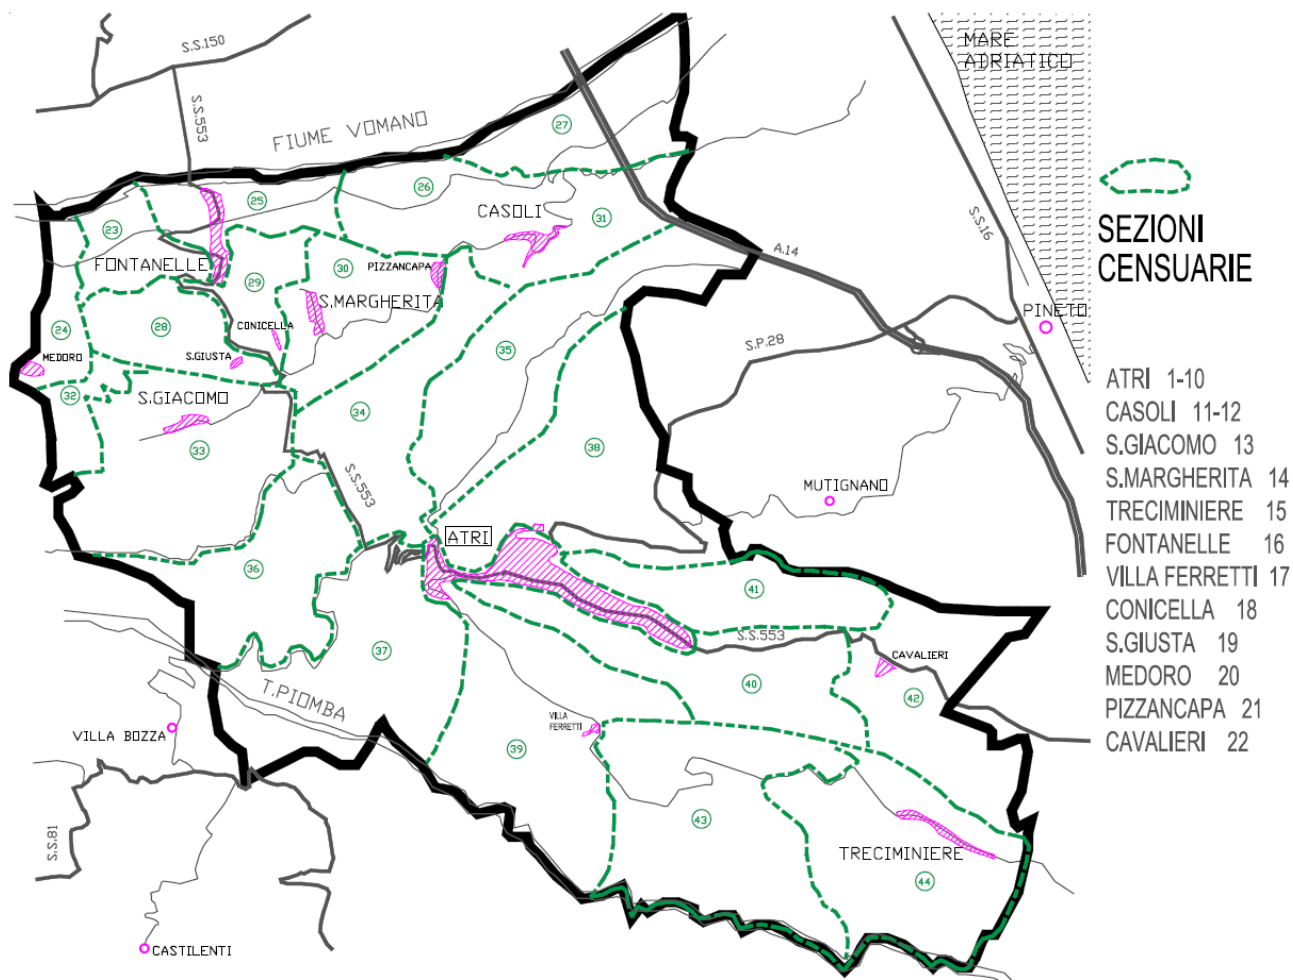 S.S.150
MARE
ADRIATICO
S.S.553
FIUME VOMANO
27
26
25
CASOLI
31
23
S.S.16
SEZIONI
CENSUARIE
A.14
FONTANELLE
30
PIZZANCAPA
29
S.MARGHERITA
PINETO
24
28
CONICELLA
35
S.P.28
MEDORO
S.GIUSTA
32
S.GIACOMO
34
33
38
S.S.553
MUTIGNANO
ATRI
36
41
S.S.553
37
CAVALIERI
40
42
T.PIOMBA
VILLA
FERRETTI
VILLA BOZZA
39
43
S.S.81
TRECIMINIERE
44
CASTILENTI
ATRI 1-10
CASOLI 11-12
S.GIACOMO 13
S.MARGHERITA 14
TRECIMINIERE 15
FONTANELLE 16
VILLA FERRETTI 17
CONICELLA 18
S.GIUSTA 19
MEDORO 20
PIZZANCAPA 21
CAVALIERI 22